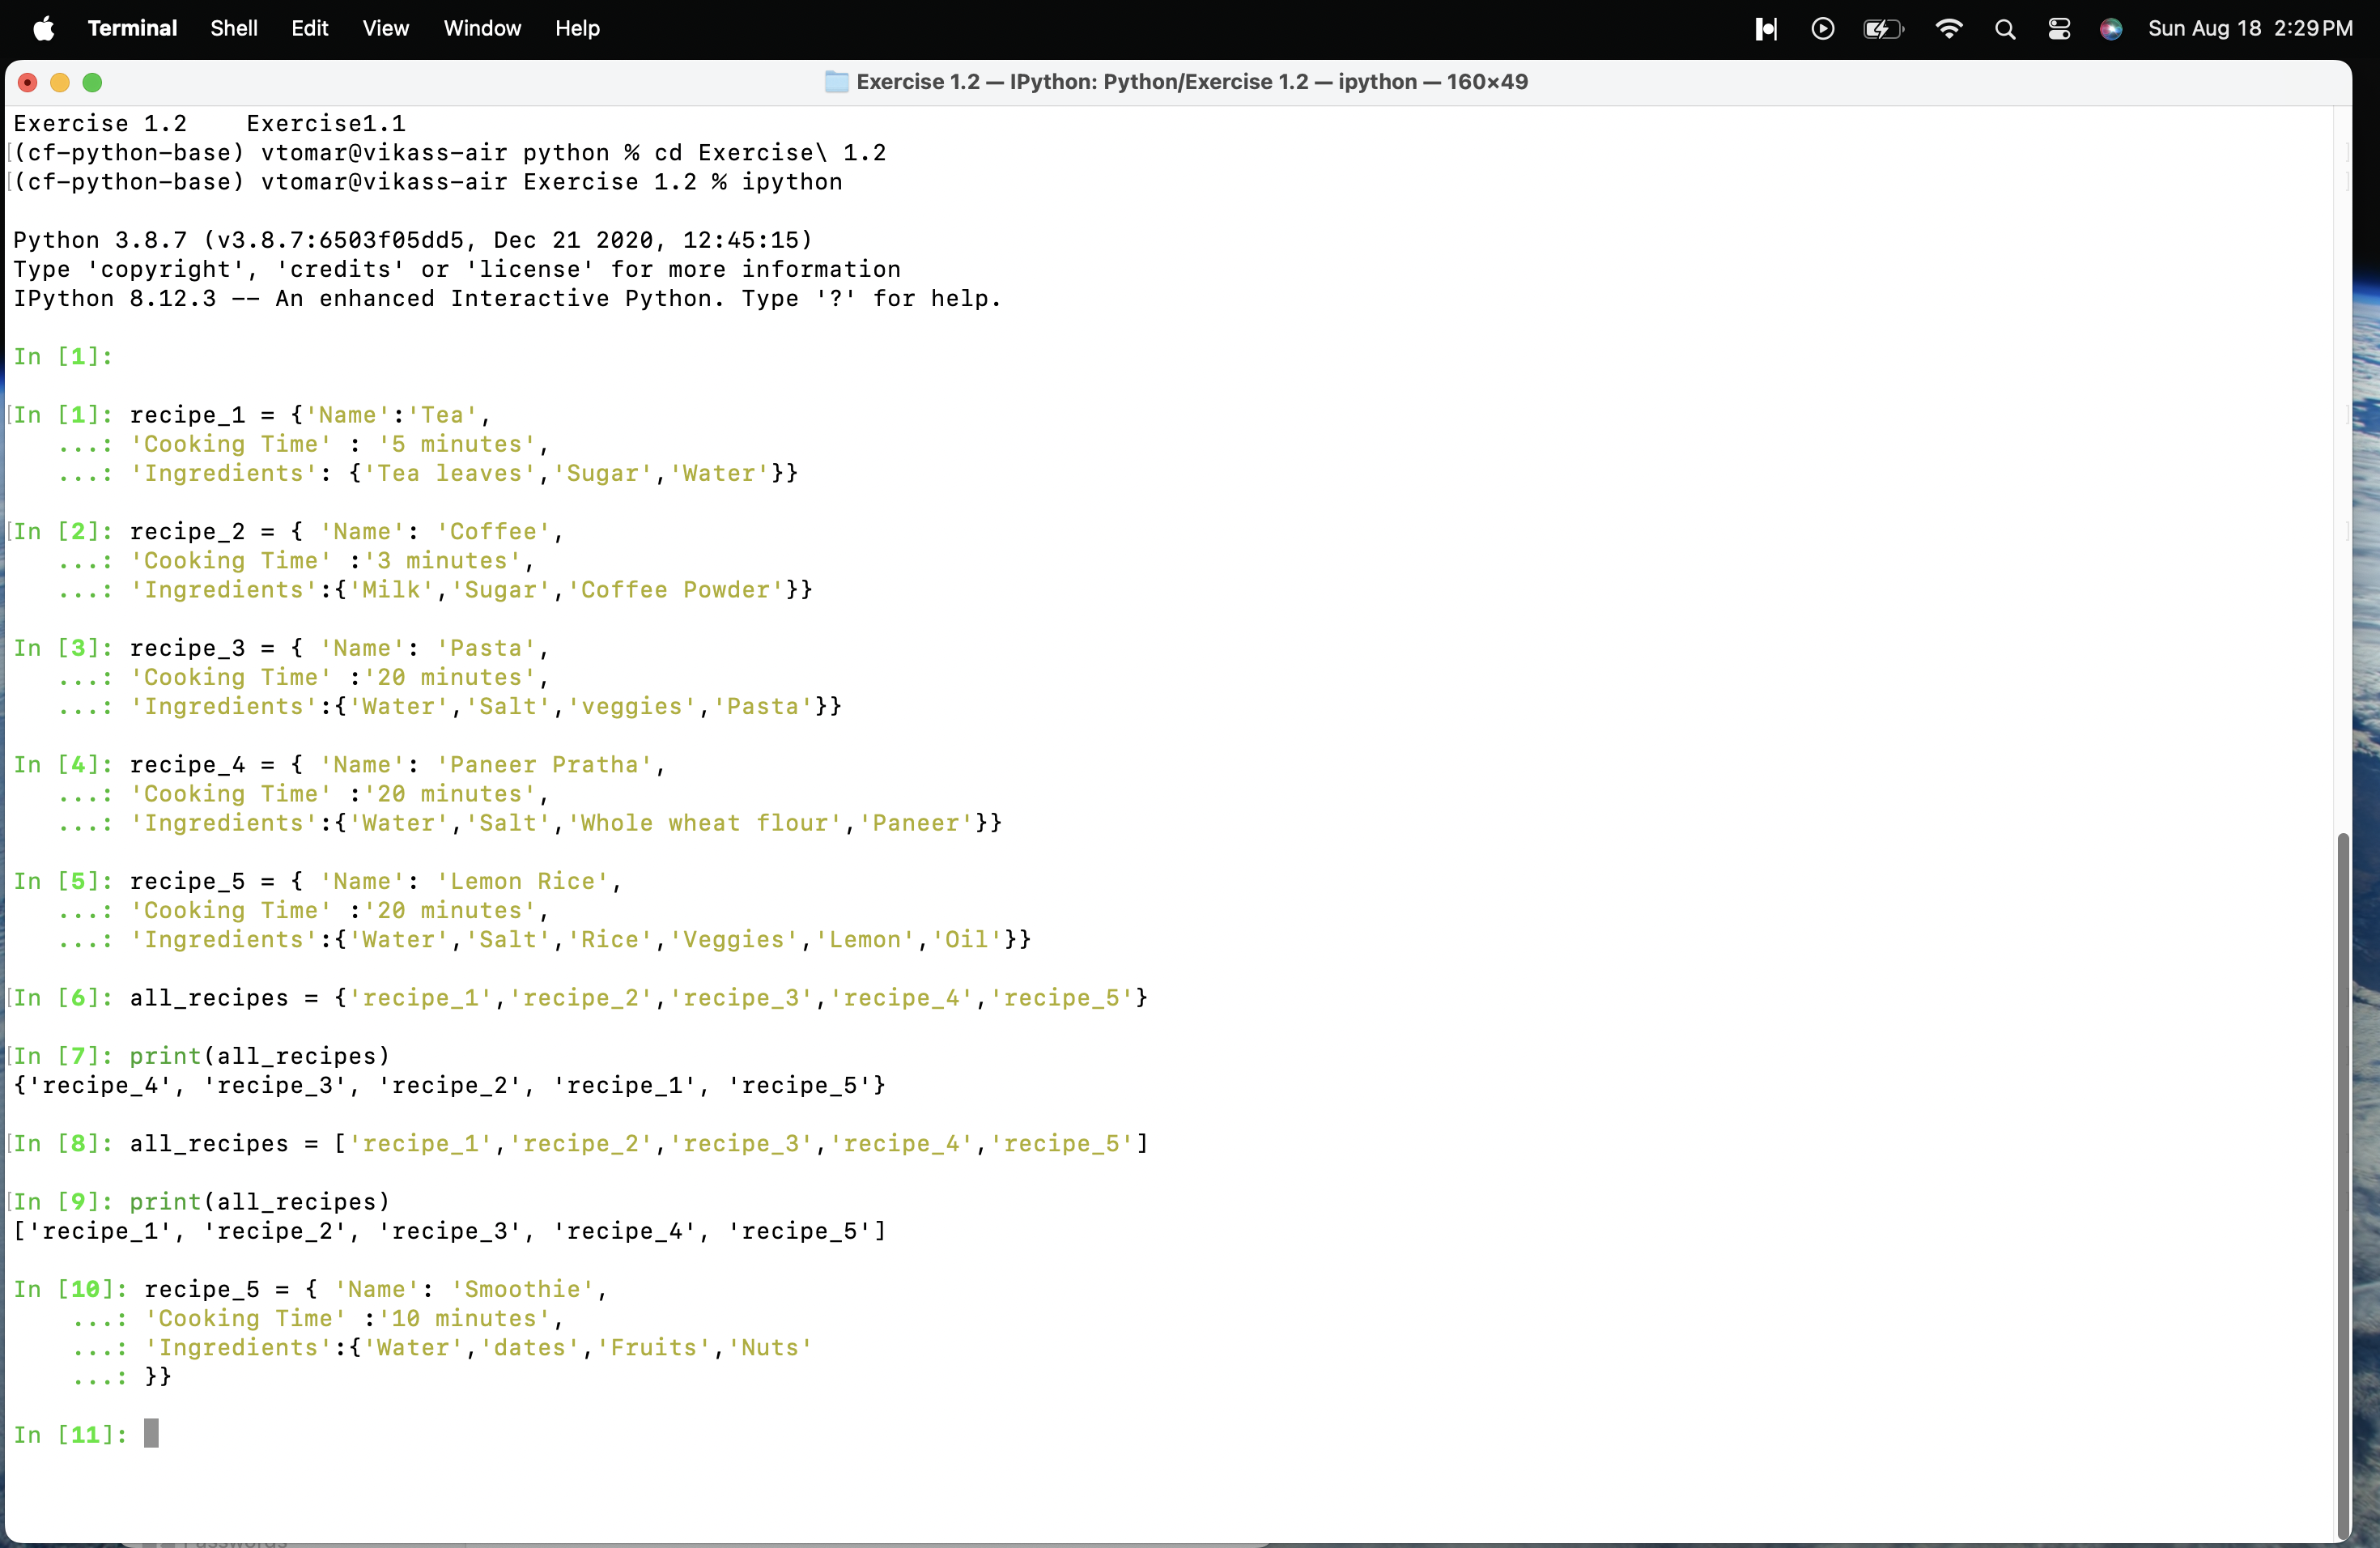 Terminal Shell Edit View Window Help Sun Aug 18 2:29 PM
Exercise 1.2 — IPython: Python/Exercise 1.2 — ipython — 160×49
Exercise 1.2    Exercise1.1
(cf-python-base) vtomar@vikass-air python % cd Exercise\ 1.2
(cf-python-base) vtomar@vikass-air Exercise 1.2 % ipython
Python 3.8.7 (v3.8.7:6503f05dd5, Dec 21 2020, 12:45:15)
Type 'copyright', 'credits' or 'license' for more information
IPython 8.12.3 -- An enhanced Interactive Python. Type '?' for help.
In [1]:
In [1]: recipe_1 = {'Name':'Tea',
   ...: 'Cooking Time' : '5 minutes',
   ...: 'Ingredients': {'Tea leaves','Sugar','Water'}}
In [2]: recipe_2 = { 'Name': 'Coffee',
   ...: 'Cooking Time' :'3 minutes',
   ...: 'Ingredients':{'Milk','Sugar','Coffee Powder'}}
In [3]: recipe_3 = { 'Name': 'Pasta',
   ...: 'Cooking Time' :'20 minutes',
   ...: 'Ingredients':{'Water','Salt','veggies','Pasta'}}
In [4]: recipe_4 = { 'Name': 'Paneer Pratha',
   ...: 'Cooking Time' :'20 minutes',
   ...: 'Ingredients':{'Water','Salt','Whole wheat flour','Paneer'}}
In [5]: recipe_5 = { 'Name': 'Lemon Rice',
   ...: 'Cooking Time' :'20 minutes',
   ...: 'Ingredients':{'Water','Salt','Rice','Veggies','Lemon','Oil'}}
In [6]: all_recipes = {'recipe_1','recipe_2','recipe_3','recipe_4','recipe_5'}
In [7]: print(all_recipes)
{'recipe_4', 'recipe_3', 'recipe_2', 'recipe_1', 'recipe_5'}
In [8]: all_recipes = ['recipe_1','recipe_2','recipe_3','recipe_4','recipe_5']
In [9]: print(all_recipes)
['recipe_1', 'recipe_2', 'recipe_3', 'recipe_4', 'recipe_5']
In [10]: recipe_5 = { 'Name': 'Smoothie',
    ...: 'Cooking Time' :'10 minutes',
    ...: 'Ingredients':{'Water','dates','Fruits','Nuts'
    ...: }}
In [11]: